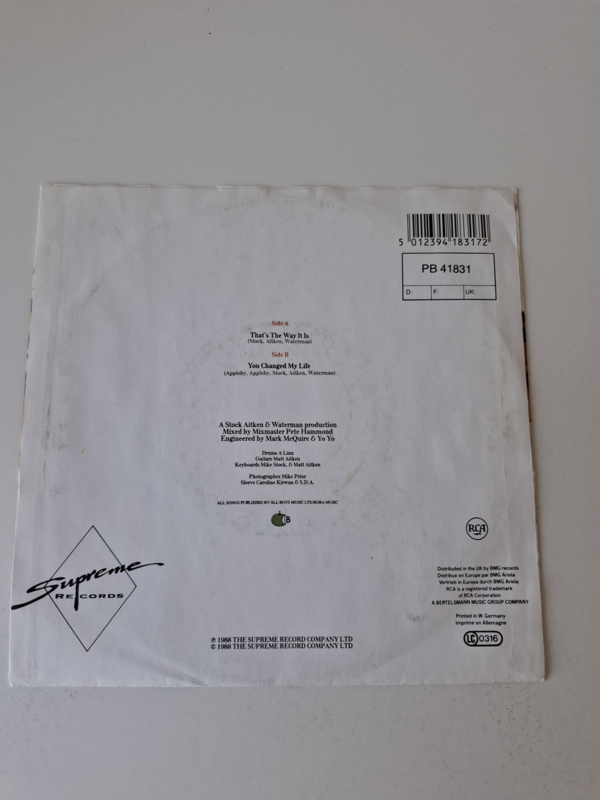 5 012394 183172
PB 41831
D: F: UK:
Side A
That's The Way It Is
(Stock, Aitken, Waterman)
Side B
You Changed My Life
(Appleby, Appleby, Stock, Aitken, Waterman)
A Stock Aitken & Waterman production
Mixed by Mixmaster Pete Hammond
Engineered by Mark McQuire & Yo Yo
Drums A Linn
Guitars Matt Aitken
Keyboards Mike Stock, & Matt Aitken
Photographer Mike Prior
Sleeve Caroline Kirwan & S.D.A.
ALL SONGS PUBLISHED BY ALL BOYS MUSIC LTD/ROBA MUSIC
B
RCA
Supreme
RECORDS
Distributed in the UK by BMG records
Distribue en Europe par BMG Ariola
Vertrieb in Europe durch BMG Ariola
RCA is a registered trademark
of RCA Corporation
A BERTELSMANN MUSIC GROUP COMPANY
Printed in W. Germany
Imprimé en Allemagne
LC 0316
℗ 1988 THE SUPREME RECORD COMPANY LTD
© 1988 THE SUPREME RECORD COMPANY LTD